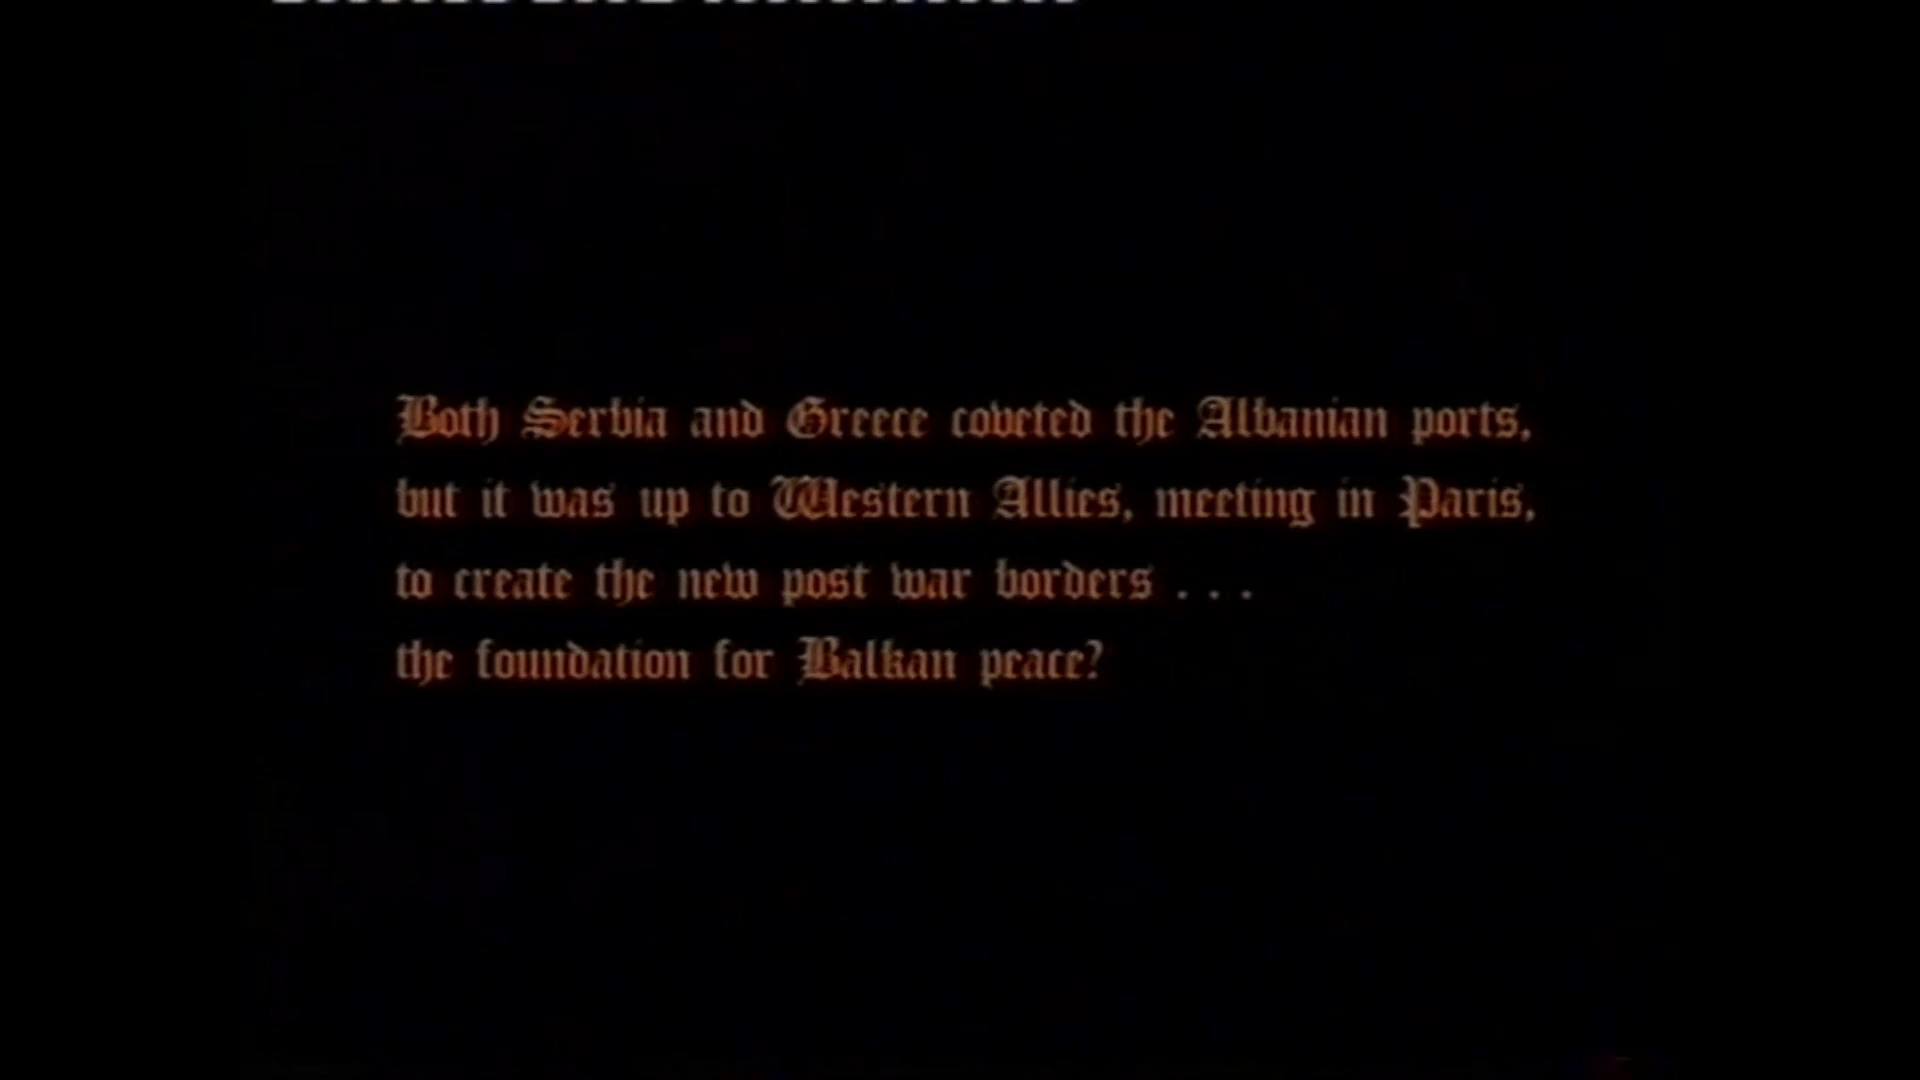 Both Serbia and Greece coveted the Albanian ports,
but it was up to Western Allies, meeting in Paris,
to create the new post war borders . . .
the foundation for Balkan peace?